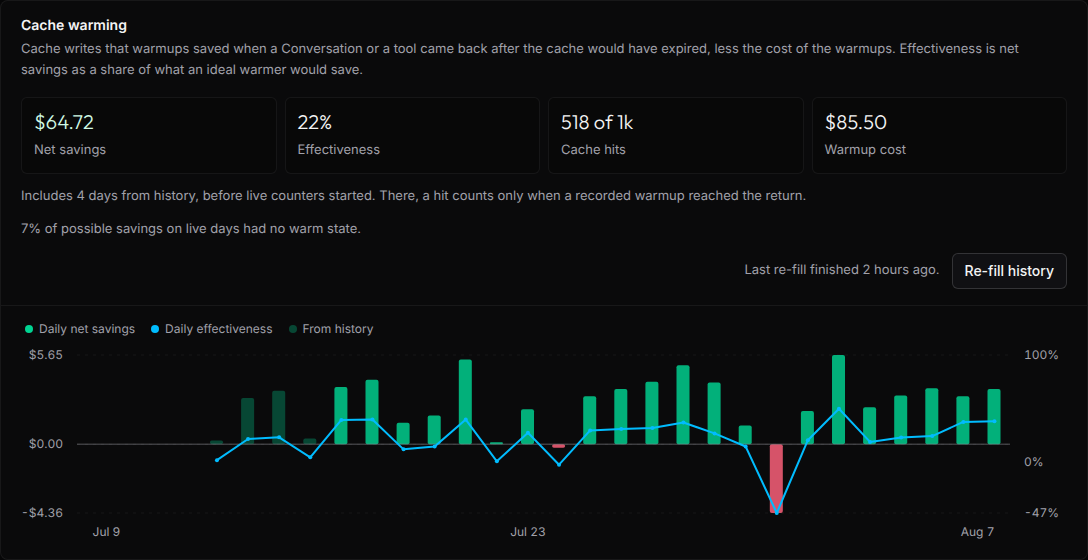 Cache warming
Cache writes that warmups saved when a Conversation or a tool came back after the cache would have expired, less the cost of the warmups. Effectiveness is net
savings as a share of what an ideal warmer would save.
$64.72
Net savings
22%
Effectiveness
518 of 1k
Cache hits
$85.50
Warmup cost
Includes 4 days from history, before live counters started. There, a hit counts only when a recorded warmup reached the return.
7% of possible savings on live days had no warm state.
Last re-fill finished 2 hours ago.
Re-fill history
Daily net savings
Daily effectiveness
From history
$5.65
100%
$0.00
0%
-$4.36
-47%
Jul 9
Jul 23
Aug 7